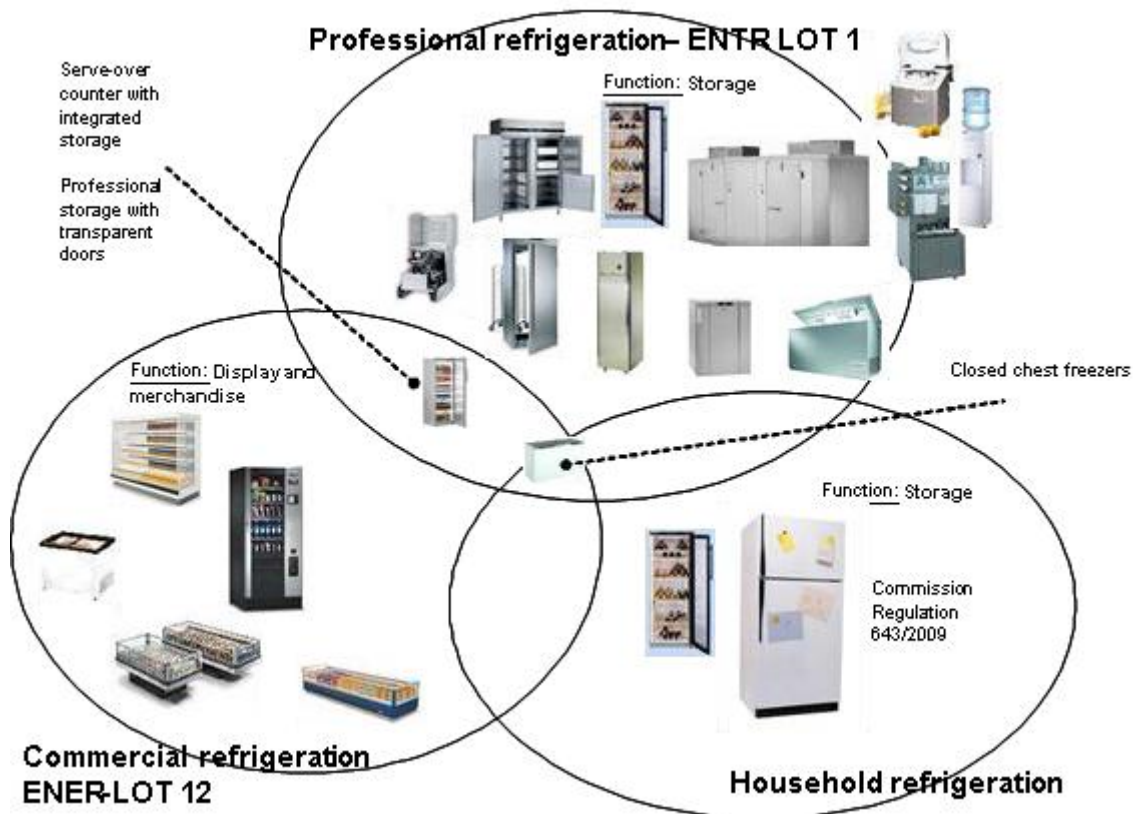 Professional refrigeration– ENTR LOT 1
Serve-over
counter with
integrated
storage
Function: Storage
Professional
storage with
transparent
doors
Function: Display and
merchandise
Closed chest freezers
Function: Storage
Commission
Regulation
643/2009
Commercial refrigeration
ENER-LOT 12
Household refrigeration